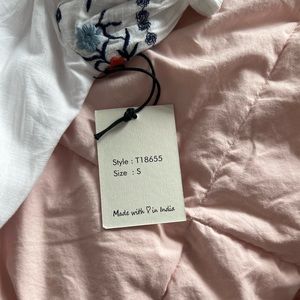 Style : T18655
Size : S
Made with ♡ in India